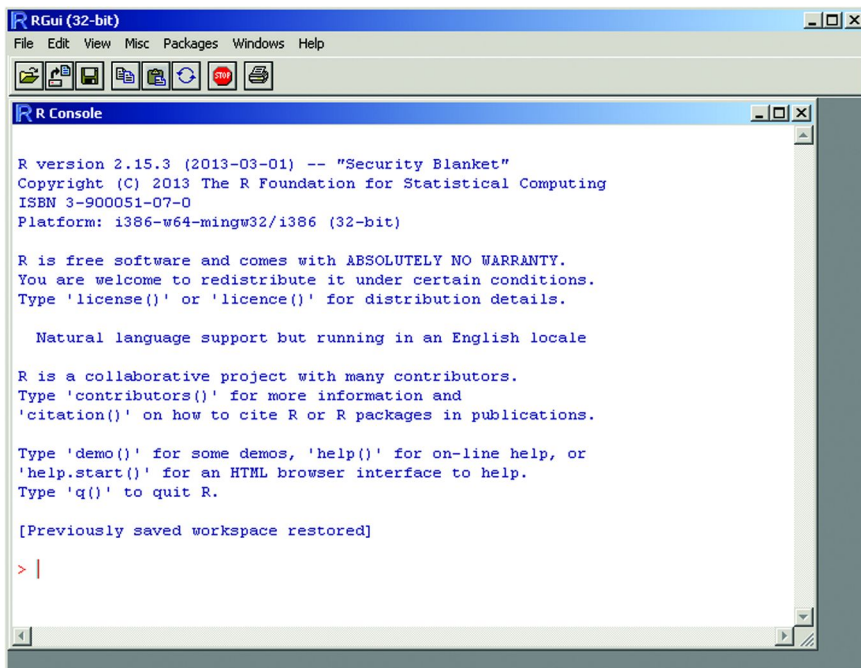 RGui (32-bit)
File Edit View Misc Packages Windows Help
STOP
R Console
R version 2.15.3 (2013-03-01) -- "Security Blanket"
Copyright (C) 2013 The R Foundation for Statistical Computing
ISBN 3-900051-07-0
Platform: i386-w64-mingw32/i386 (32-bit)
R is free software and comes with ABSOLUTELY NO WARRANTY.
You are welcome to redistribute it under certain conditions.
Type 'license()' or 'licence()' for distribution details.
Natural language support but running in an English locale
R is a collaborative project with many contributors.
Type 'contributors()' for more information and
'citation()' on how to cite R or R packages in publications.
Type 'demo()' for some demos, 'help()' for on-line help, or
'help.start()' for an HTML browser interface to help.
Type 'q()' to quit R.
[Previously saved workspace restored]
>